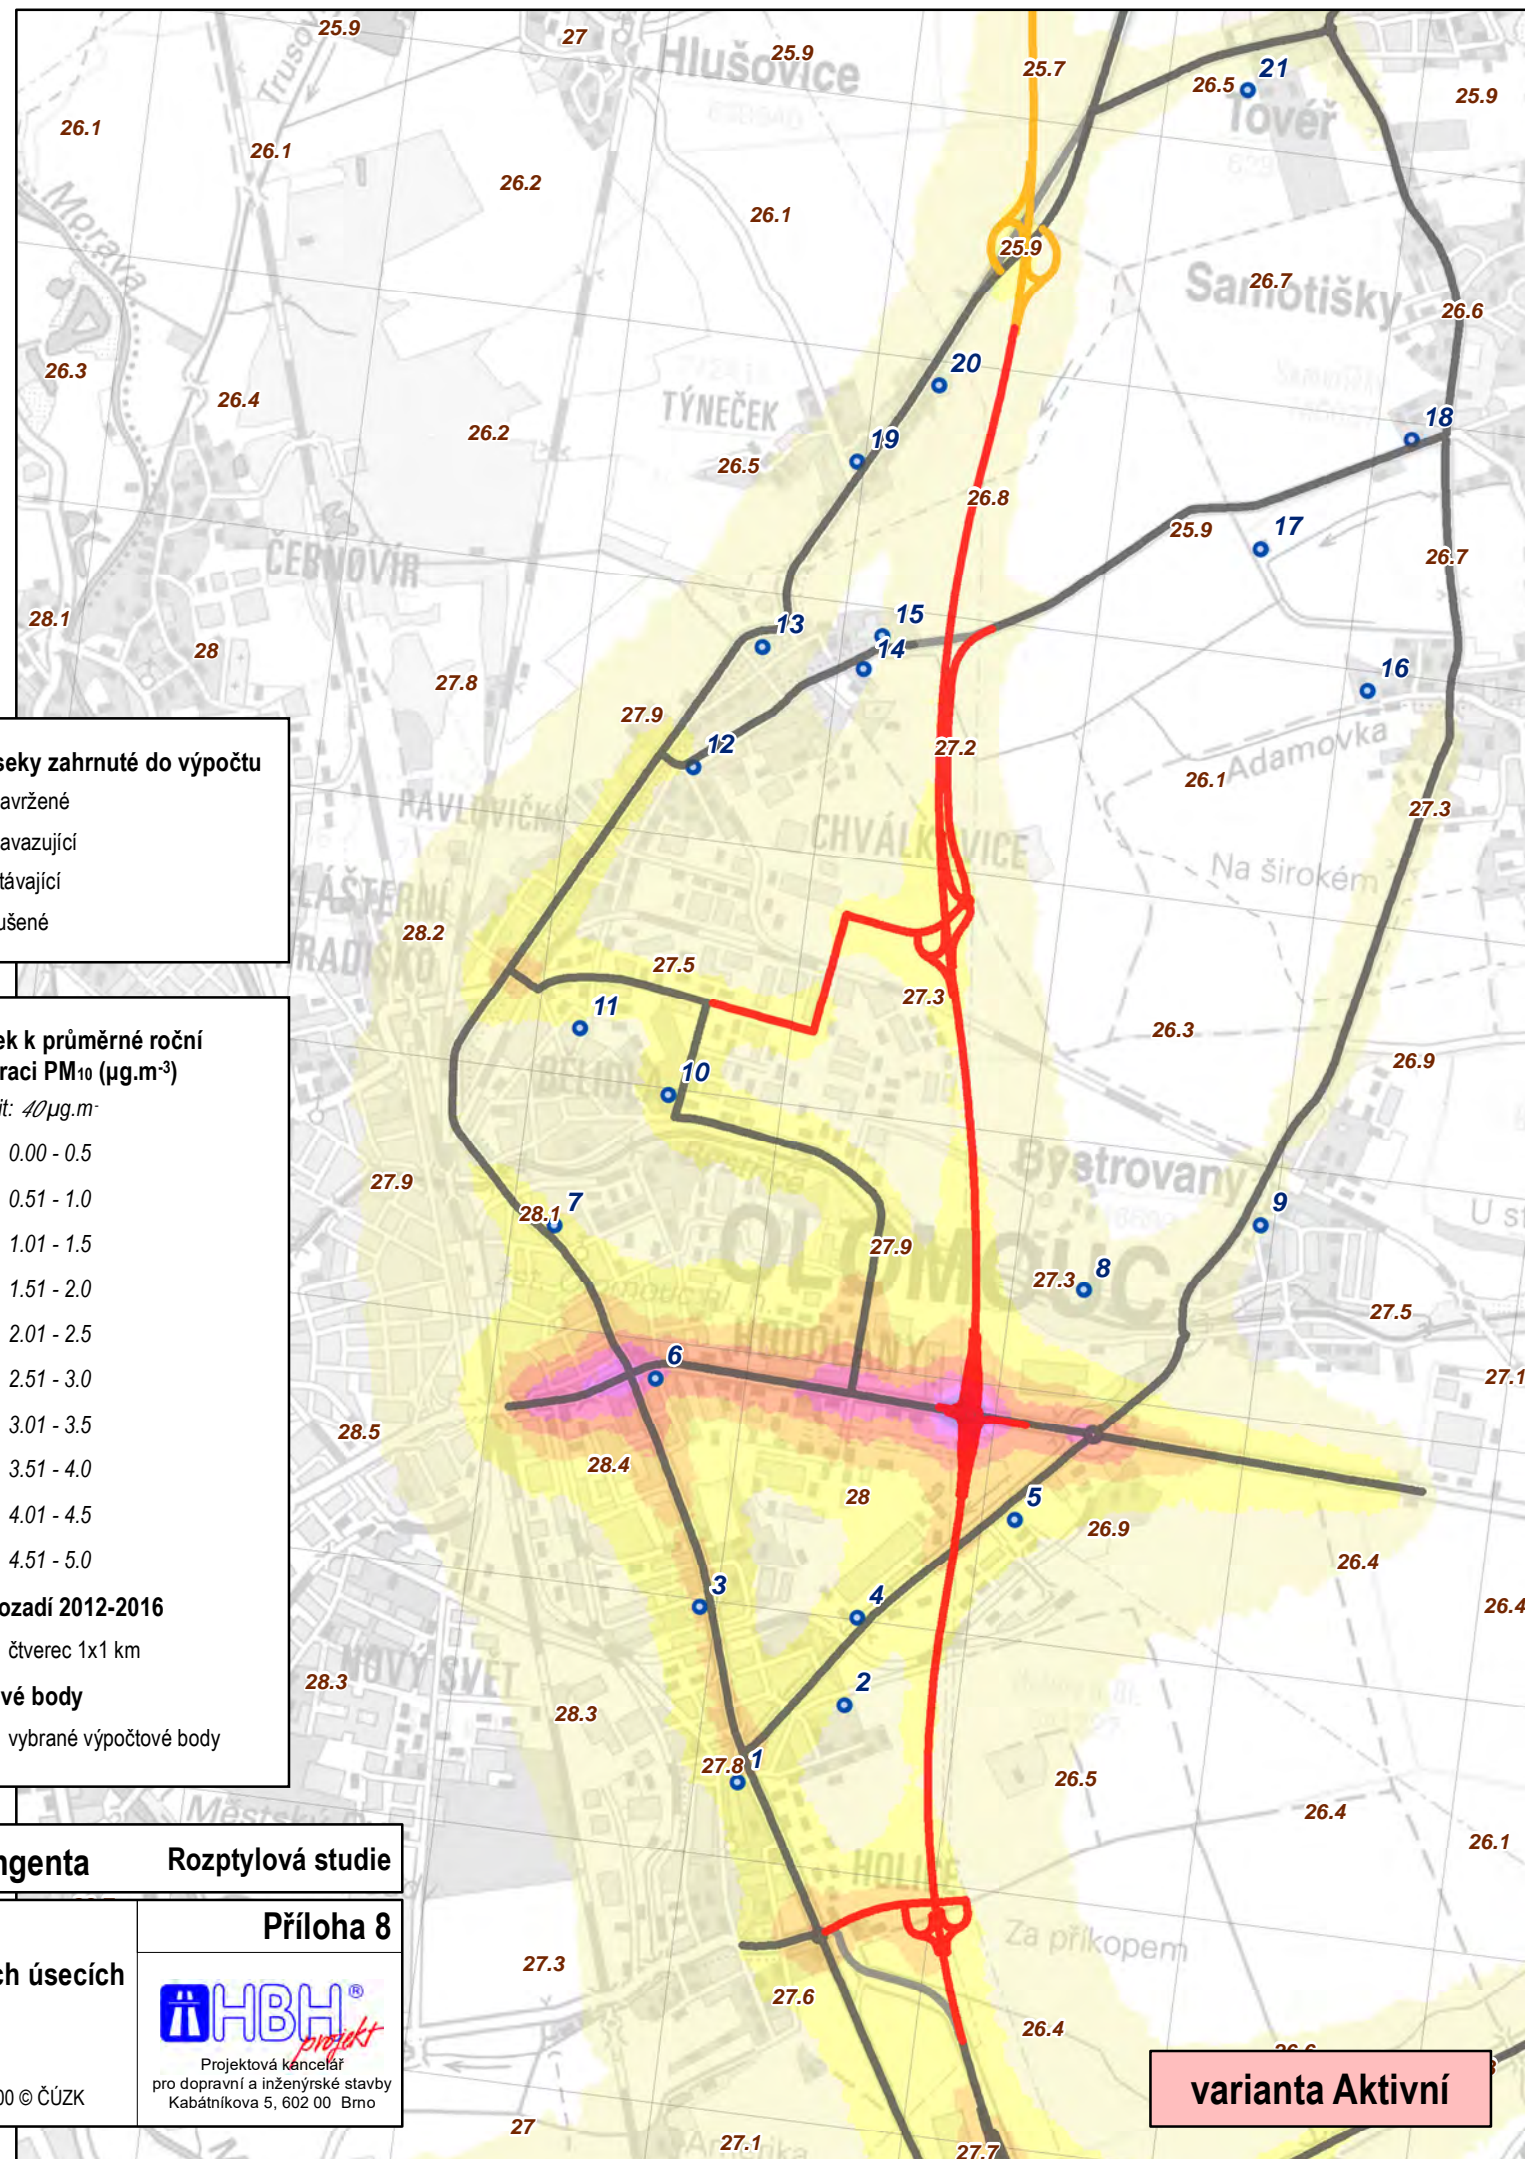 25.9
27
25.9
25.7
26.5
21
25.9
Hlušovice
Tověř
Trusov
26.1
26.1
26.2
26.1
25.9
26.7
Samotišky
26.6
Morava
26.3
26.4
26.2
TÝNEČEK
26.5
20
19
26.8
18
25.9
17
26.7
ČERNOVÍR
28.1
28
27.8
13
15
14
16
27.9
12
27.2
26.1
Adamovka
27.3
PAVLOVIČKY
CHVÁLKOVICE
Na širokém
28.2
27.5
27.3
11
26.3
26.9
10
BĚLIDLA
Bystřice
Bystrovany
27.9
28.1
7
27.9
9
OLOMOUC
27.3
8
27.5
žst. Olomouc hl. n.
HODOLANY
6
27.1
28.5
28.4
28
5
26.9
26.4
3
4
26.4
NOVÝ SVĚT
28.3
28.3
2
27.8
1
26.5
26.4
26.1
HOLICE
Za příkopem
27.3
27.6
26.4
26.6
27
27.1
27.7
seky zahrnuté do výpočtu
avržené
avazující
távající
ušené
ek k průměrné roční
raci PM10 (µg.m-3)
it: 40µg.m-
0.00 - 0.5
0.51 - 1.0
1.01 - 1.5
1.51 - 2.0
2.01 - 2.5
2.51 - 3.0
3.01 - 3.5
3.51 - 4.0
4.01 - 4.5
4.51 - 5.0
ozadí 2012-2016
čtverec 1x1 km
vé body
vybrané výpočtové body
ngenta Rozptylová studie
Příloha 8
ch úsecích
HBH®
projekt
Projektová kancelář
pro dopravní a inženýrské stavby
Kabátníkova 5, 602 00 Brno
00 © ČÚZK
varianta Aktivní